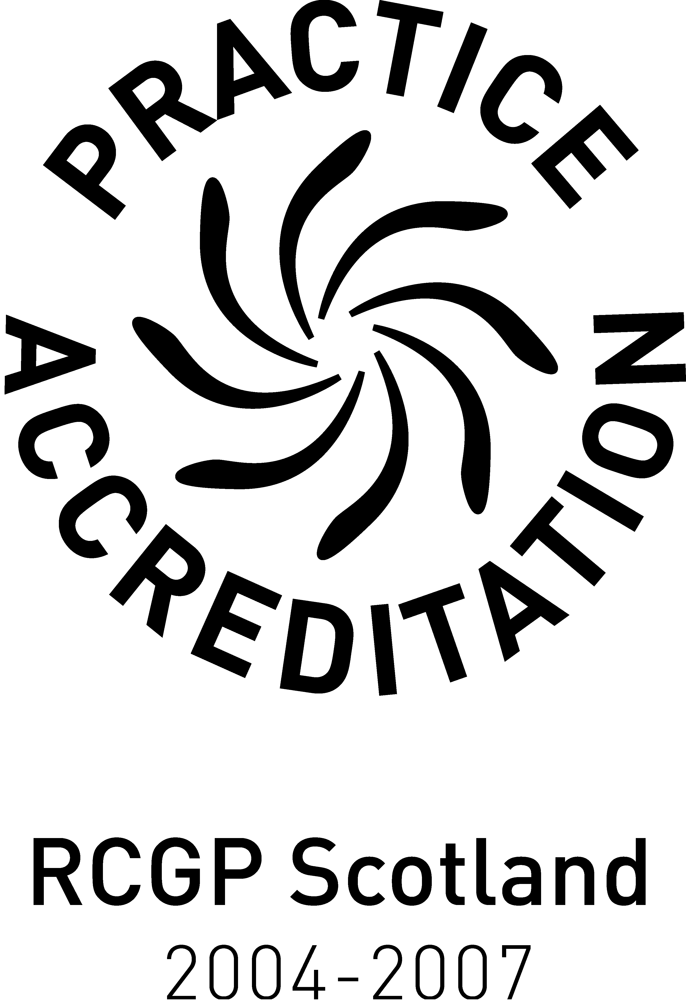 PRACTICE
ACCREDITATION
RCGP Scotland
2004-2007